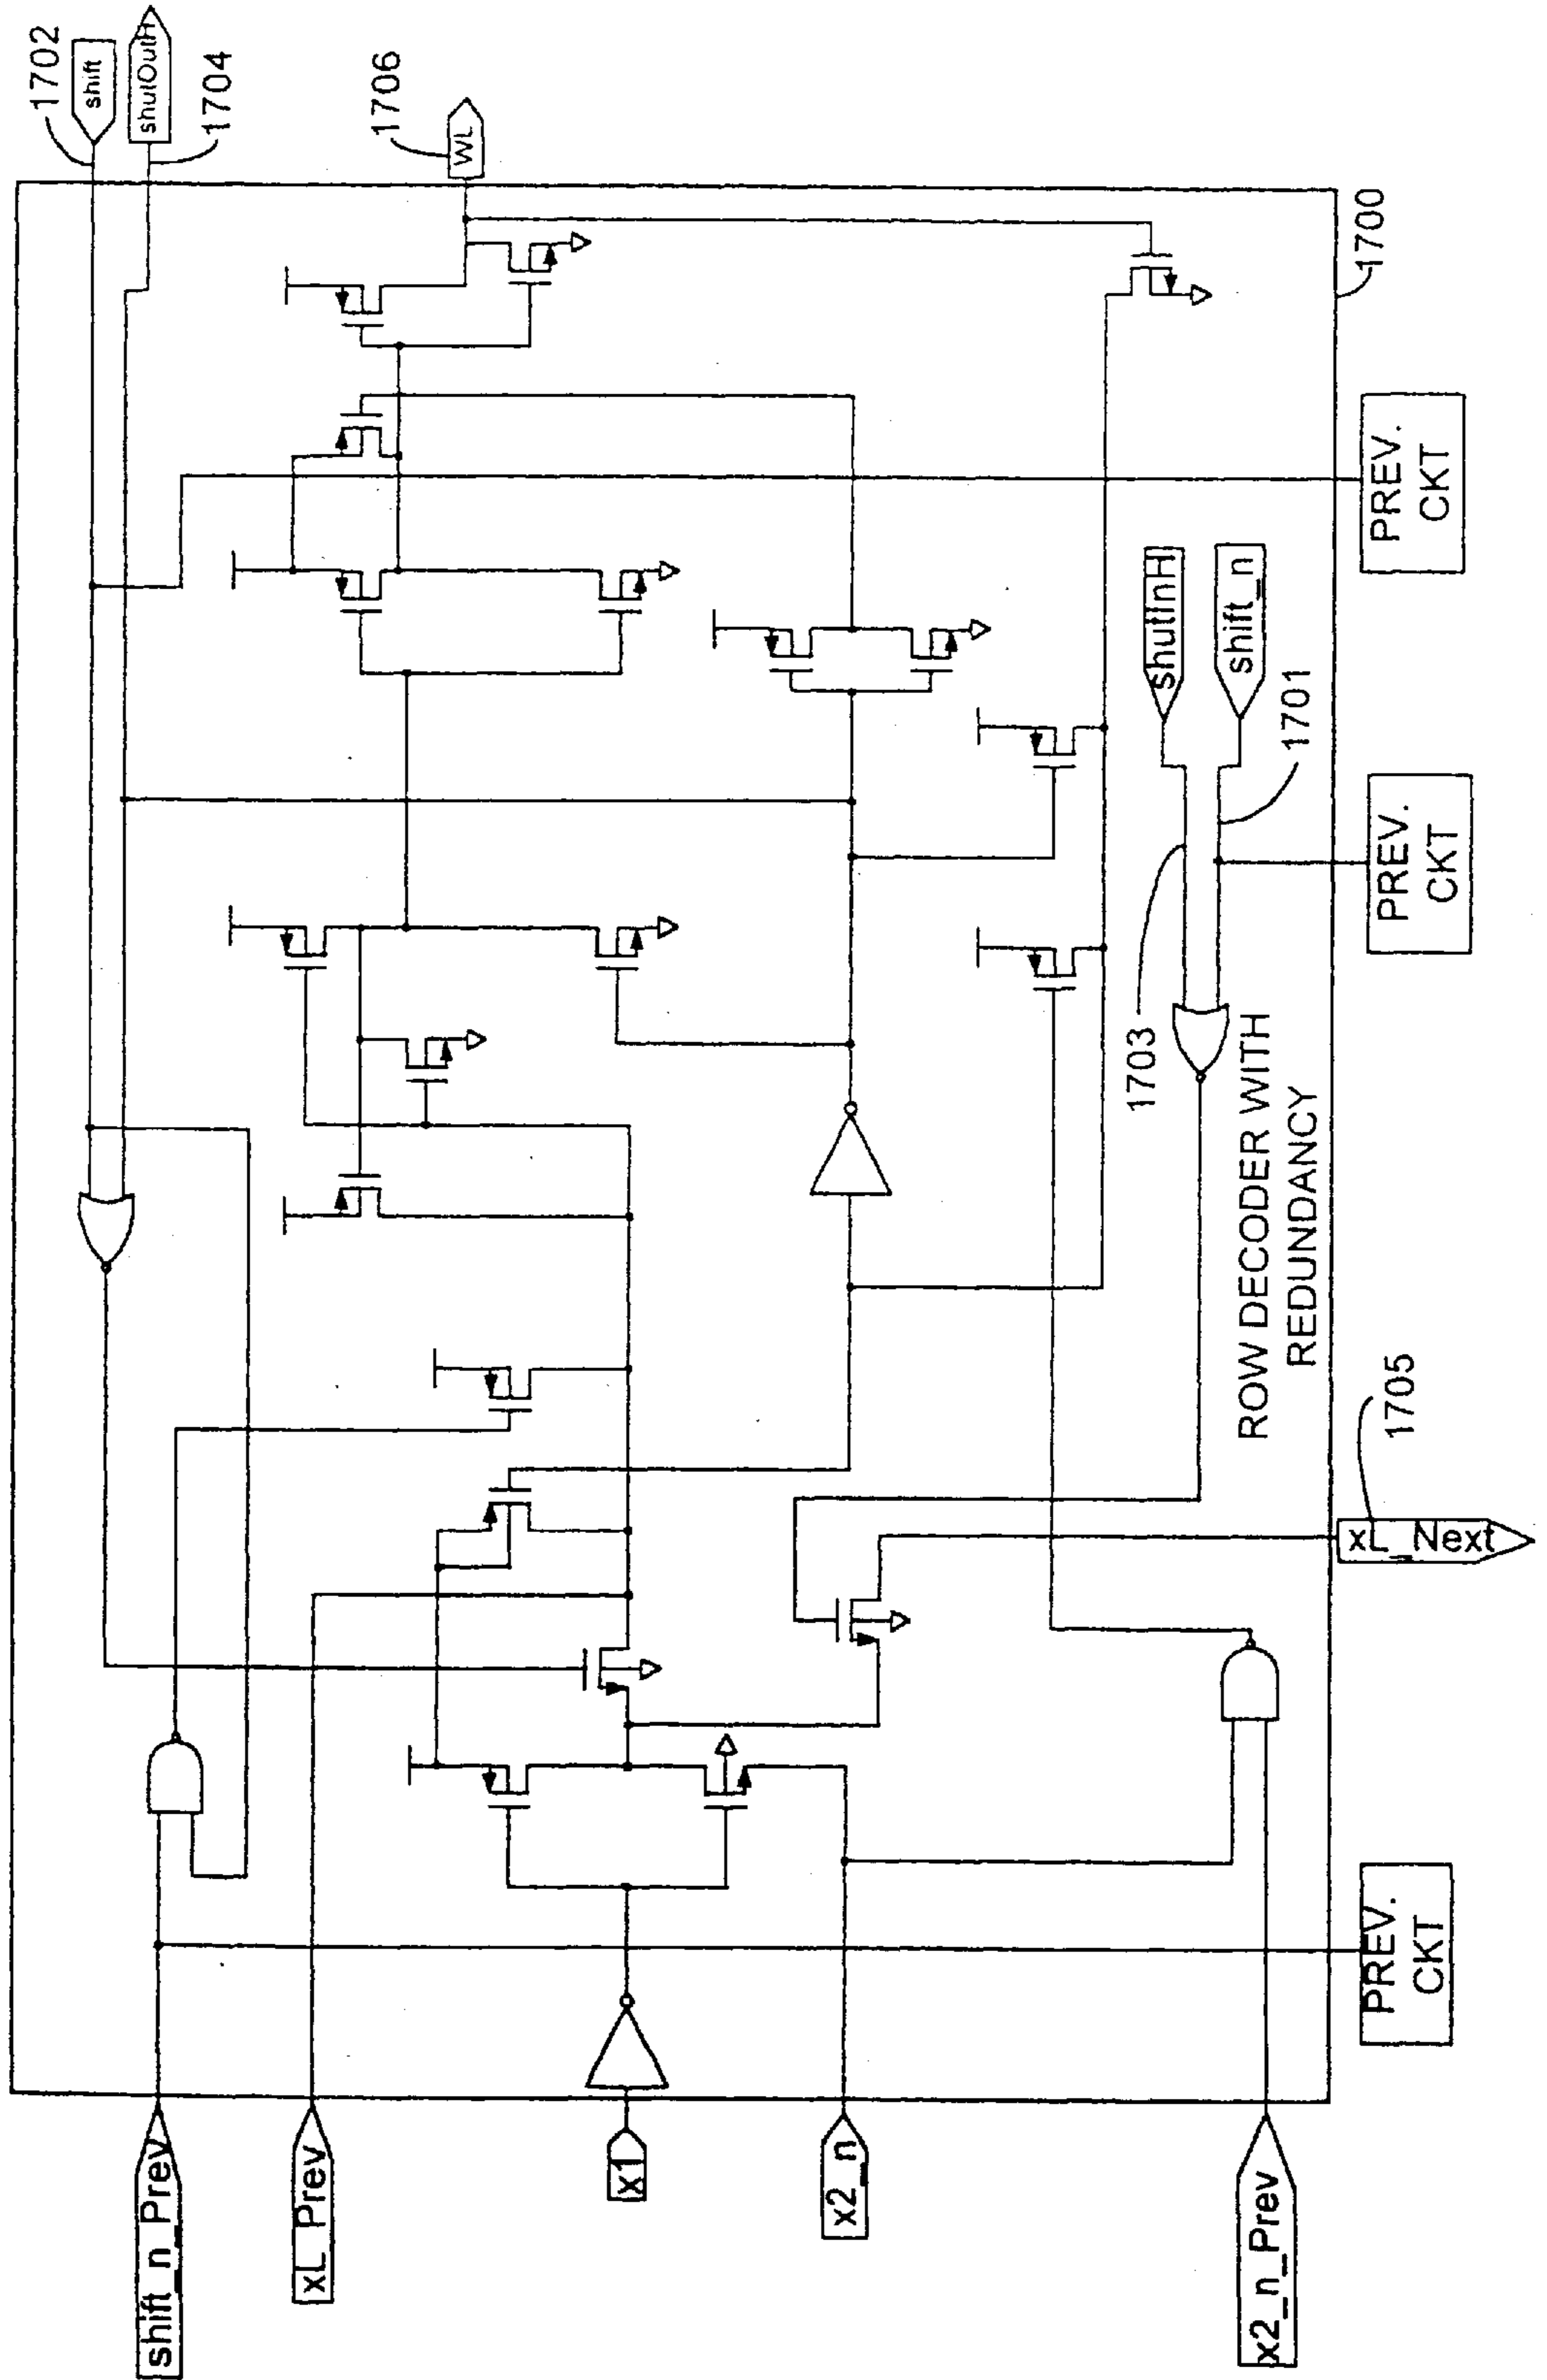 1702
shift
shutOutH
1704
1706
WL
1700
PREV.
CKT
shutInH
shift_n
1701
PREV.
CKT
1703
ROW DECODER WITH
REDUNDANCY
1705
xL_Next
PREV.
CKT
shift_n_Prev
xL_Prev
x1
x2_n
x2_n_Prev